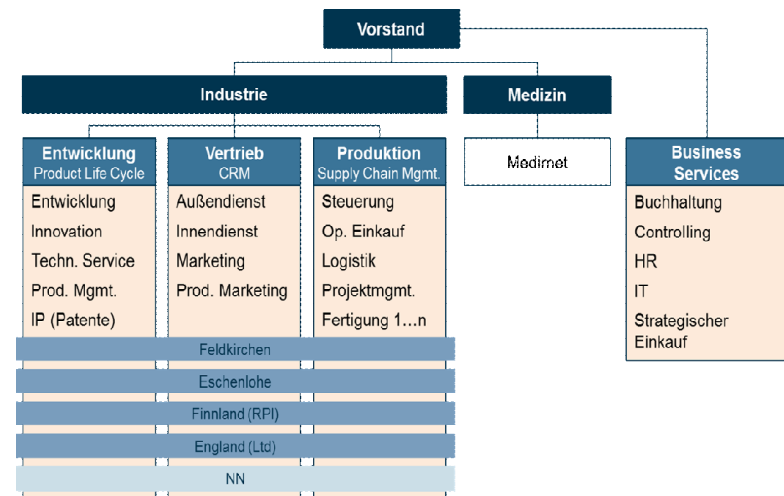 Vorstand
Industrie
Medizin
Entwicklung
Product Life Cycle
Entwicklung
Innovation
Techn. Service
Prod. Mgmt.
IP (Patente)
Vertrieb
CRM
Außendienst
Innendienst
Marketing
Prod. Marketing
Produktion
Supply Chain Mgmt.
Steuerung
Op. Einkauf
Logistik
Projektmgmt.
Fertigung 1...n
Medimet
Business
Services
Buchhaltung
Controlling
HR
IT
Strategischer
Einkauf
Feldkirchen
Eschenlohe
Finnland (RPI)
England (Ltd)
NN